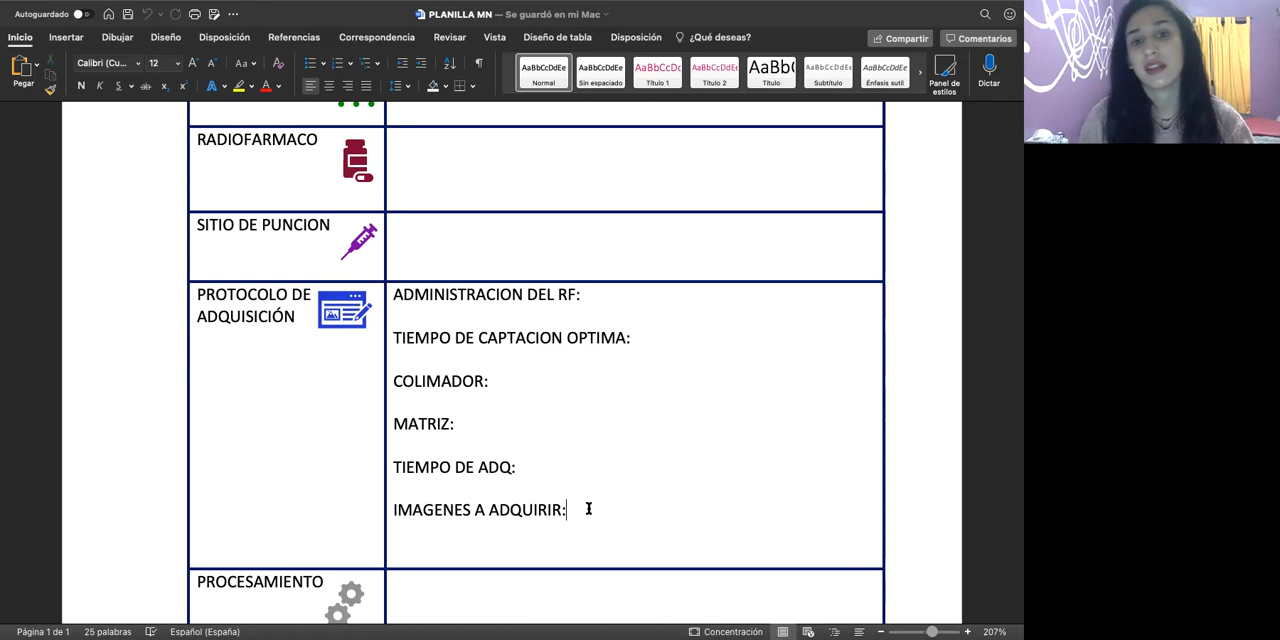 Autoguardado
PLANILLA MN — Se guardó en mi Mac
Inicio Insertar Dibujar Diseño Disposición Referencias Correspondencia Revisar Vista Diseño de tabla Disposición ¿Qué desea?
Compartir Comentarios
Pegar
Calibri (Cu... 12 A A Aa A
N K S ab x x A A
AaBbCcDdEe AaBbCcDdEe AaBbCcDc AaBbCcDdEe AaBbC AaBbCcDdEe AaBbCcDdEe
Normal Sin espaciado Título 1 Título 2 Título Subtítulo Énfasis sutil
Panel de estilos
Dictar
RADIOFARMACO
SITIO DE PUNCION
PROTOCOLO DE
ADQUISICIÓN
ADMINISTRACION DEL RF:
TIEMPO DE CAPTACION OPTIMA:
COLIMADOR:
MATRIZ:
TIEMPO DE ADQ:
IMAGENES A ADQUIRIR:
PROCESAMIENTO
Página 1 de 1 25 palabras Español (España) Concentración 207%